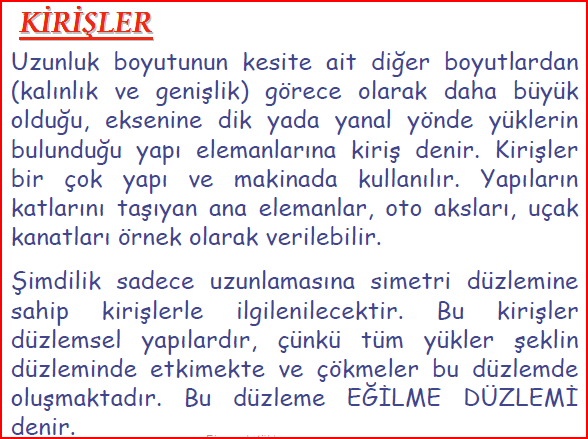 KİRİŞLER
Uzunluk boyutunun kesite ait diğer boyutlardan
(kalınlık ve genişlik) görece olarak daha büyük
olduğu, eksenine dik yada yanal yönde yüklerin
bulunduğu yapı elemanlarına kiriş denir. Kirişler
bir çok yapı ve makinada kullanılır. Yapıların
katlarını taşıyan ana elemanlar, oto aksları, uçak
kanatları örnek olarak verilebilir.
Şimdilik sadece uzunlamasına simetri düzlemine
sahip kirişlerle ilgilenilecektir. Bu kirişler
düzlemsel yapılardır, çünkü tüm yükler şeklin
düzleminde etkimekte ve çökmeler bu düzlemde
oluşmaktadır. Bu düzleme EĞİLME DÜZLEMİ
denir.